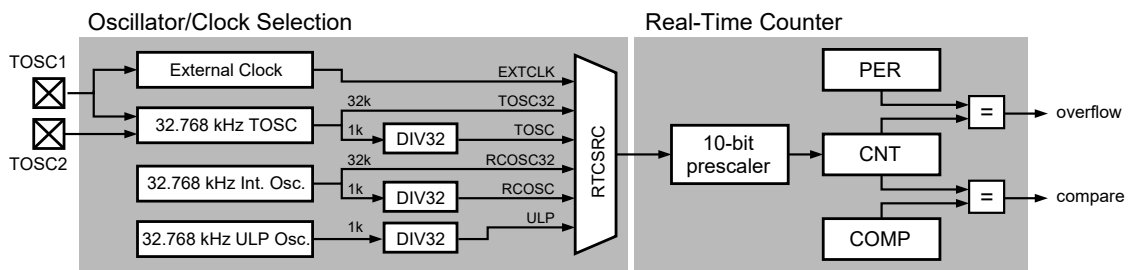 Oscillator/Clock Selection
Real-Time Counter
TOSC1
TOSC2
External Clock
EXTCLK
32.768 kHz TOSC
32k
TOSC32
1k
DIV32
TOSC
32.768 kHz Int. Osc.
32k
RCOSC32
1k
DIV32
RCOSC
32.768 kHz ULP Osc.
1k
DIV32
ULP
RTCSRC
10-bit
prescaler
PER
CNT
COMP
=
overflow
=
compare